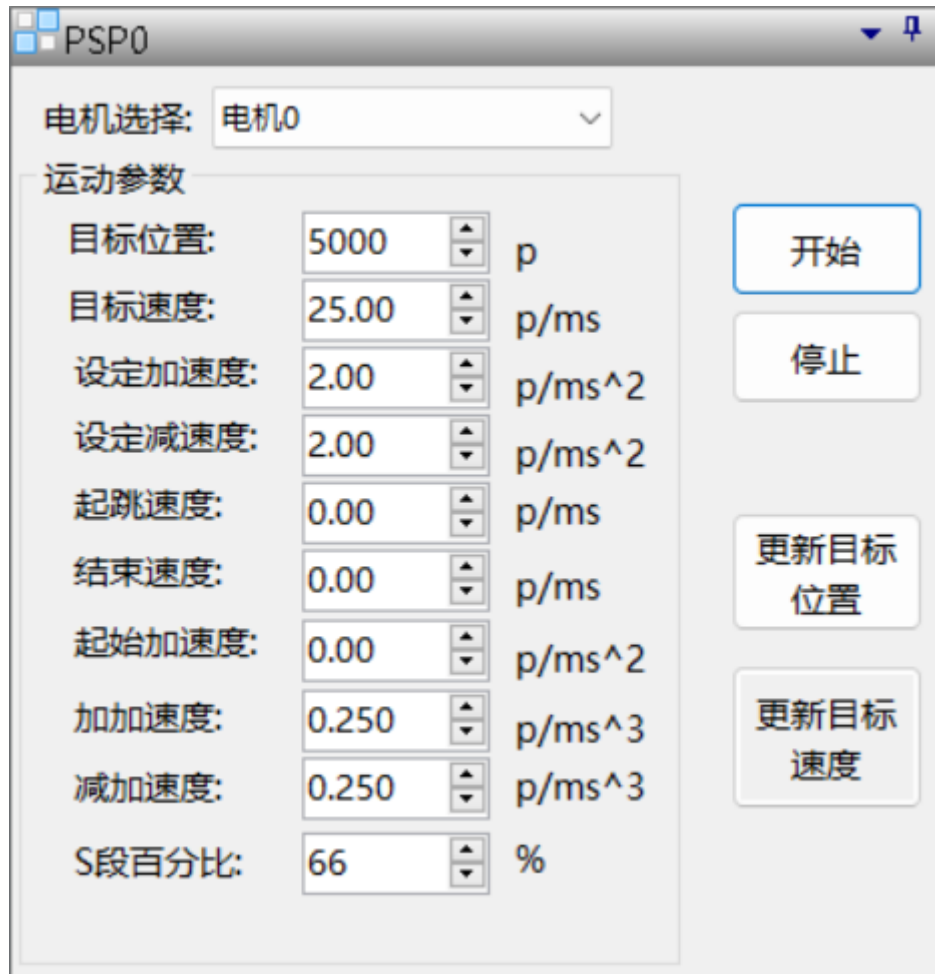 PSP0
电机选择: 电机0
运动参数
目标位置: 5000 p
目标速度: 25.00 p/ms
设定加速度: 2.00 p/ms^2
设定减速度: 2.00 p/ms^2
起跳速度: 0.00 p/ms
结束速度: 0.00 p/ms
起始加速度: 0.00 p/ms^2
加加速度: 0.250 p/ms^3
减加速度: 0.250 p/ms^3
S段百分比: 66 %
开始
停止
更新目标
位置
更新目标
速度